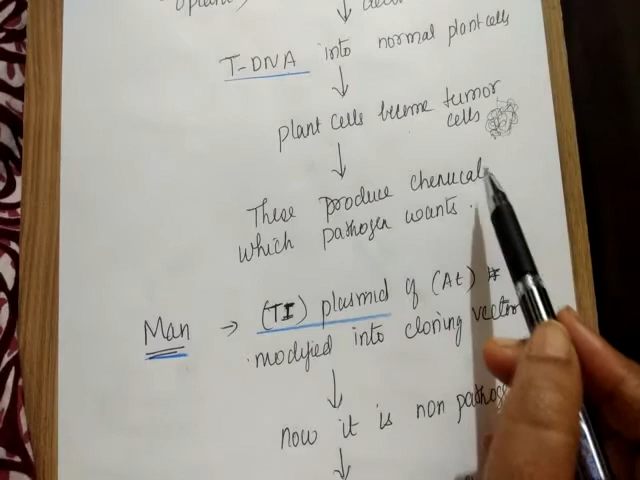 T-DNA into normal plant cells
plant cells become tumor
cells
These produce chemical
which pathogen wants.
Man → (TI) plasmid of (At)
modified into cloning vector
now it is non